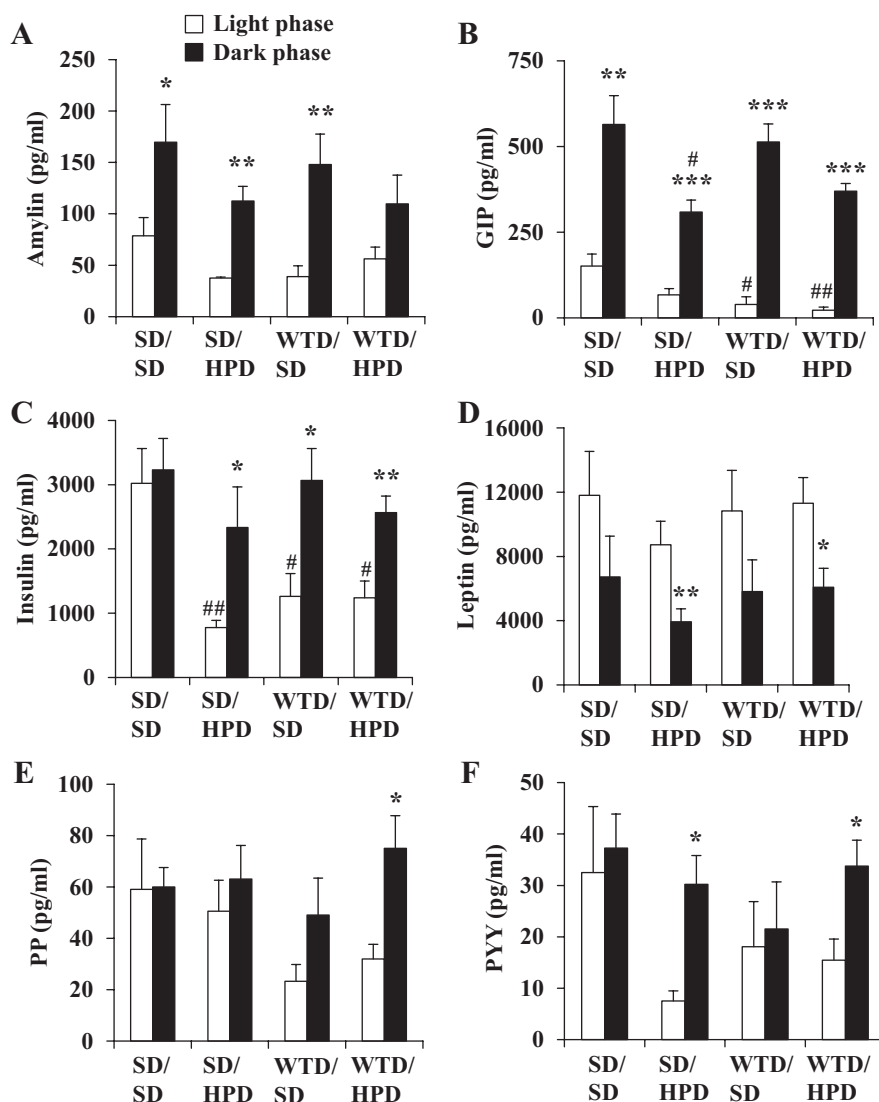 A
Light phase
Dark phase
Amylin (pg/ml)
250
200
150
100
50
0
*
**
**
SD/ SD/ WTD/ WTD/
SD HPD SD HPD
B
GIP (pg/ml)
750
500
250
0
**
#
***
***
***
#
##
SD/ SD/ WTD/ WTD/
SD HPD SD HPD
C
Insulin (pg/ml)
4000
3000
2000
1000
0
*
*
**
##
#
#
SD/ SD/ WTD/ WTD/
SD HPD SD HPD
D
Leptin (pg/ml)
16000
12000
8000
4000
0
**
*
SD/ SD/ WTD/ WTD/
SD HPD SD HPD
E
PP (pg/ml)
100
80
60
40
20
0
*
SD/ SD/ WTD/ WTD/
SD HPD SD HPD
F
PYY (pg/ml)
50
40
30
20
10
0
*
*
SD/ SD/ WTD/ WTD/
SD HPD SD HPD